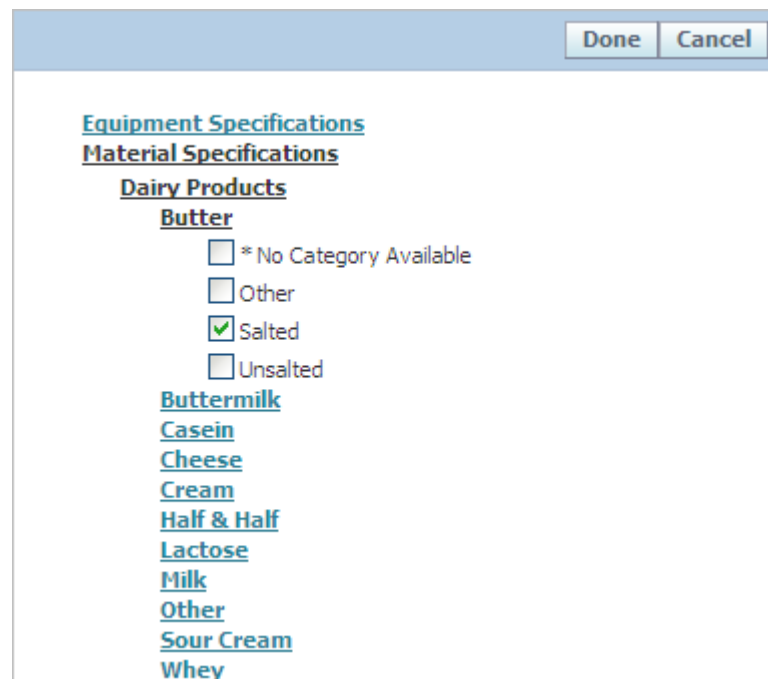 Done Cancel
Equipment Specifications
Material Specifications
Dairy Products
Butter
* No Category Available
Other
Salted
Unsalted
Buttermilk
Casein
Cheese
Cream
Half & Half
Lactose
Milk
Other
Sour Cream
Whey